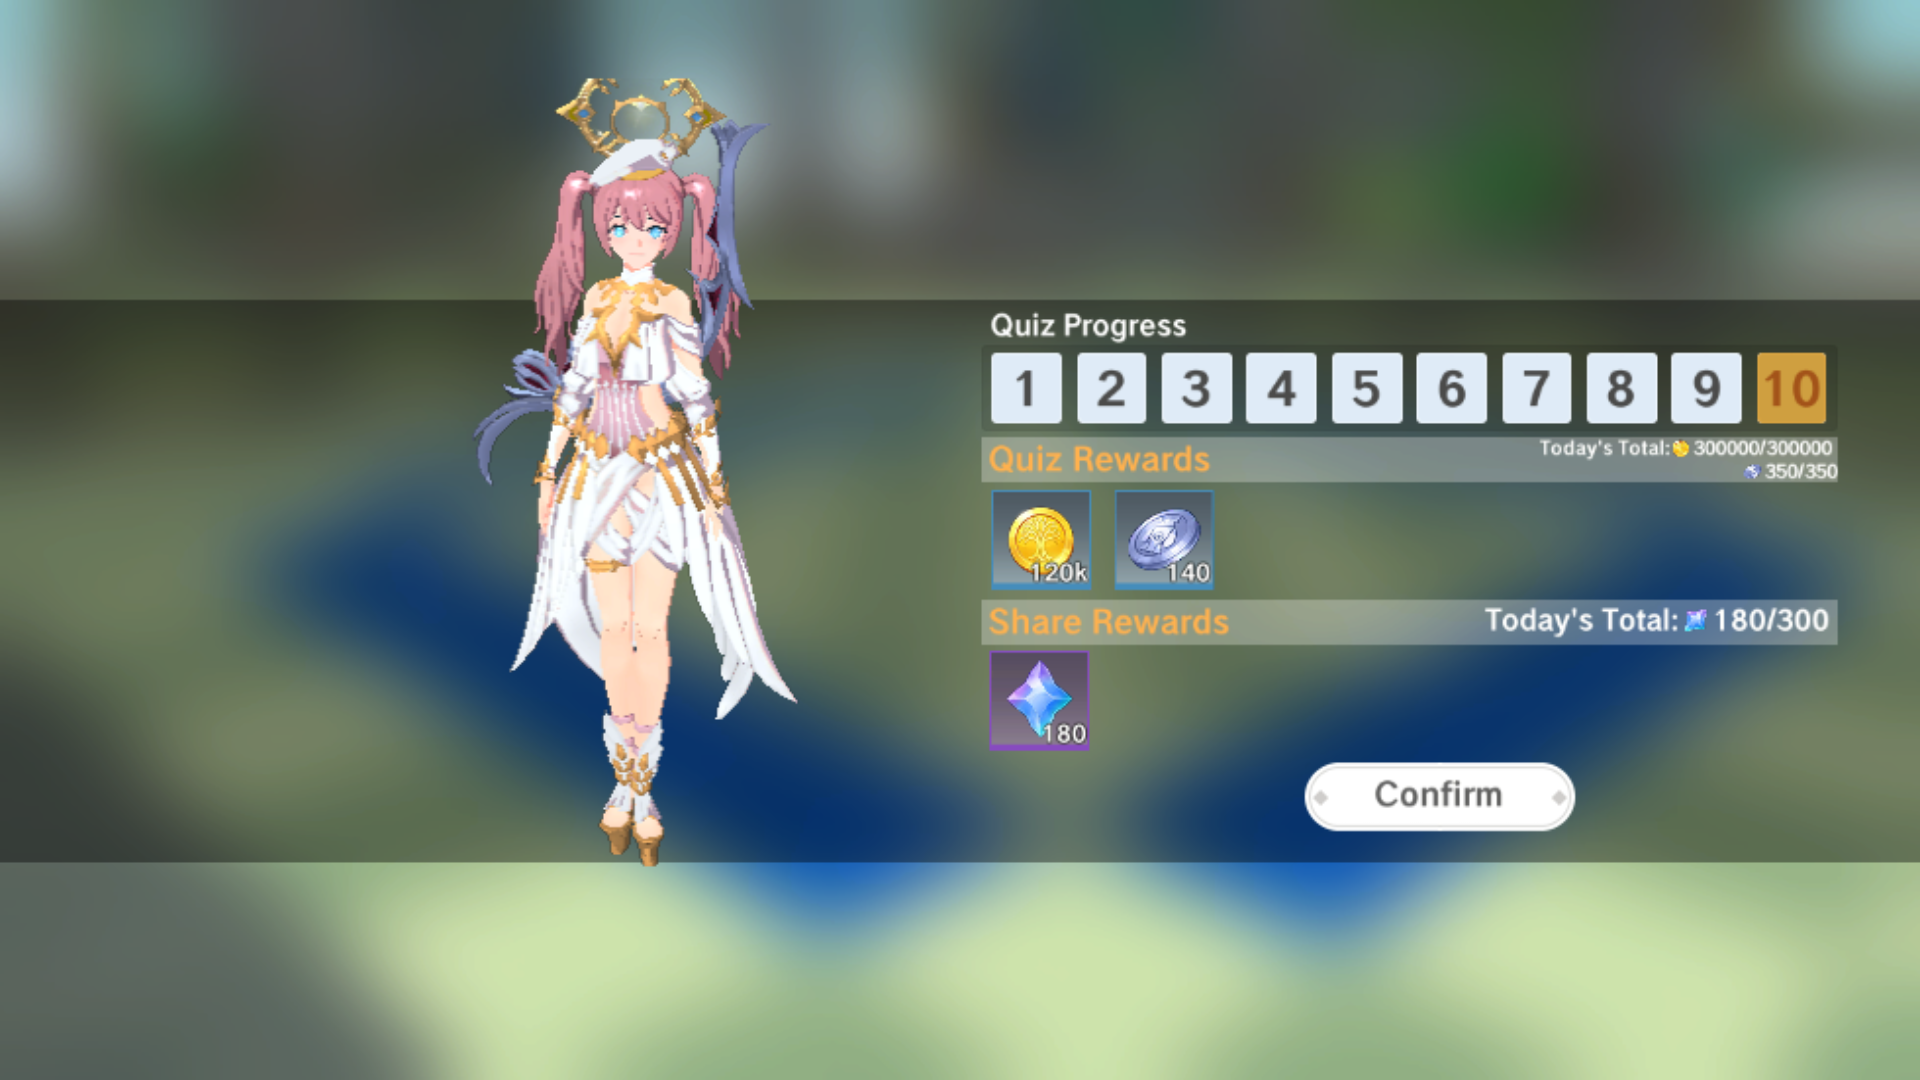 Quiz Progress
1 2 3 4 5 6 7 8 9 10
Quiz Rewards
Today's Total: 300000/300000
350/350
120k 140
Share Rewards
Today's Total: 180/300
180
Confirm